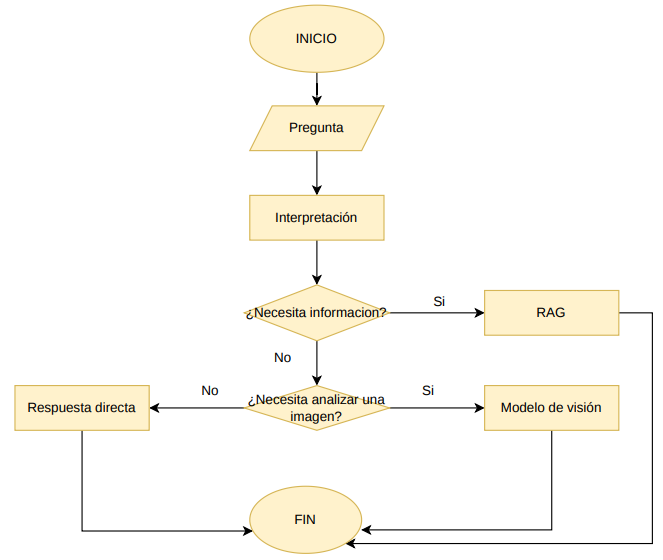 INICIO
Pregunta
Interpretación
¿Necesita informacion?
Si
RAG
No
¿Necesita analizar una
imagen?
No
Si
Respuesta directa
Modelo de visión
FIN